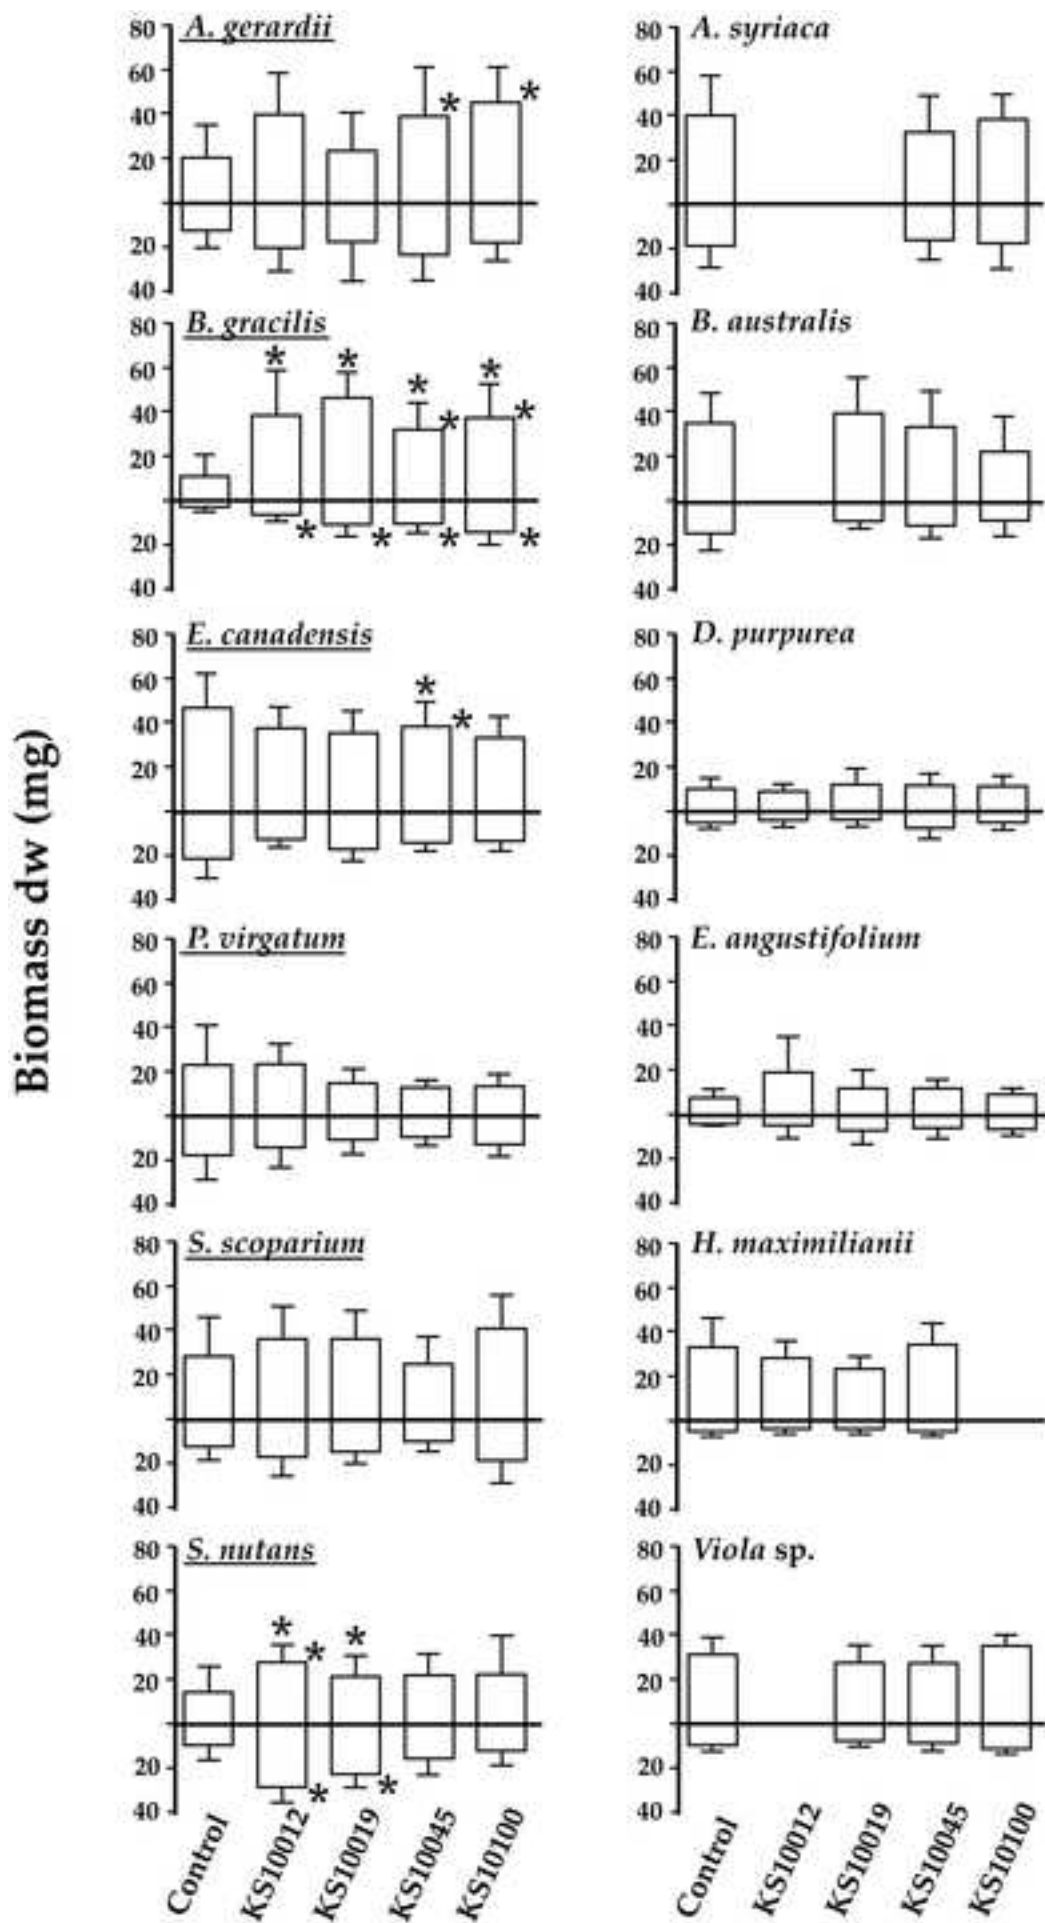 Biomass dw (mg)
A. gerardii
80
60
40
20
20
40
* *
A. syriaca
80
60
40
20
20
40
B. gracilis
80
60
40
20
20
40
* * * *
* *
* * * *
B. australis
80
60
40
20
20
40
E. canadensis
80
60
40
20
20
40
*
*
D. purpurea
80
60
40
20
20
40
P. virgatum
80
60
40
20
20
40
E. angustifolium
80
60
40
20
20
40
S. scoparium
80
60
40
20
20
40
H. maximilianii
80
60
40
20
20
40
S. nutans
80
60
40
20
20
40
* * *
* *
Viola sp.
80
60
40
20
20
40
Control
KS10012
KS10019
KS10045
KS10100
Control
KS10012
KS10019
KS10045
KS10100